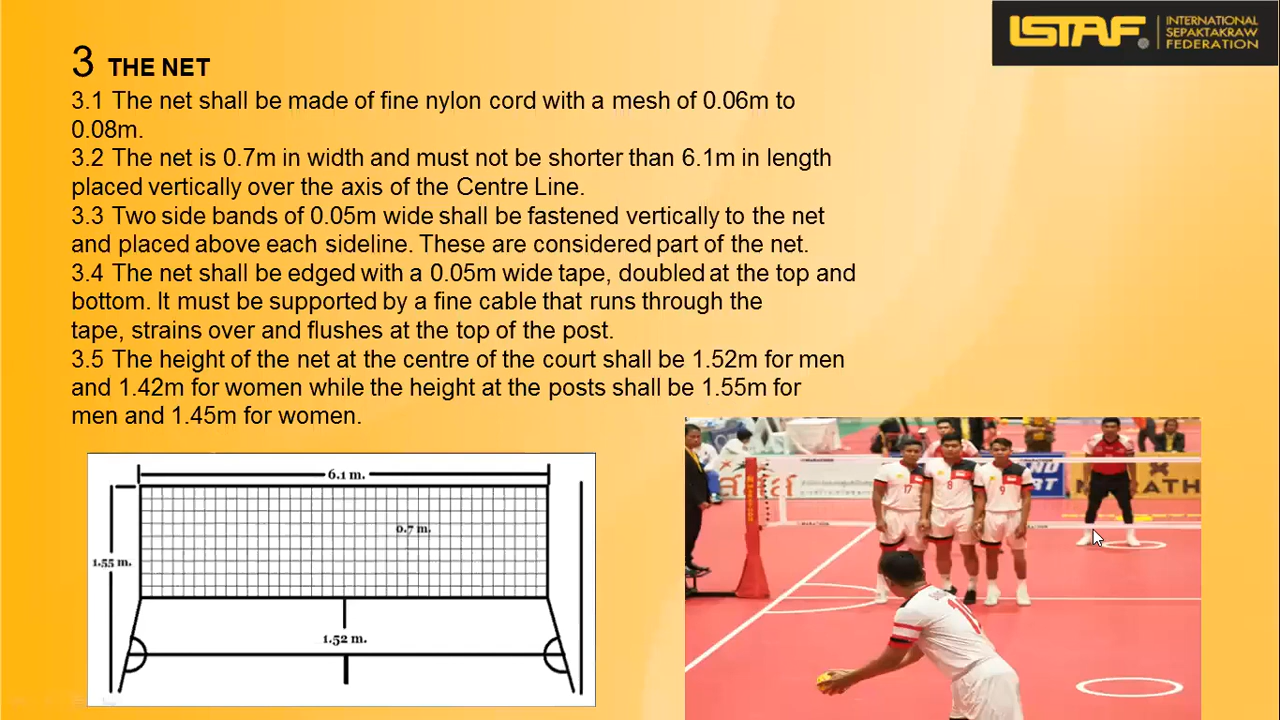 ISTAF
INTERNATIONAL
SEPAKTAKRAW
FEDERATION
3 THE NET
3.1 The net shall be made of fine nylon cord with a mesh of 0.06m to
0.08m.
3.2 The net is 0.7m in width and must not be shorter than 6.1m in length
placed vertically over the axis of the Centre Line.
3.3 Two side bands of 0.05m wide shall be fastened vertically to the net
and placed above each sideline. These are considered part of the net.
3.4 The net shall be edged with a 0.05m wide tape, doubled at the top and
bottom. It must be supported by a fine cable that runs through the
tape, strains over and flushes at the top of the post.
3.5 The height of the net at the centre of the court shall be 1.52m for men
and 1.42m for women while the height at the posts shall be 1.55m for
men and 1.45m for women.
6.1 m.
0.7 m.
1.55 m.
1.52 m.
17
8
9